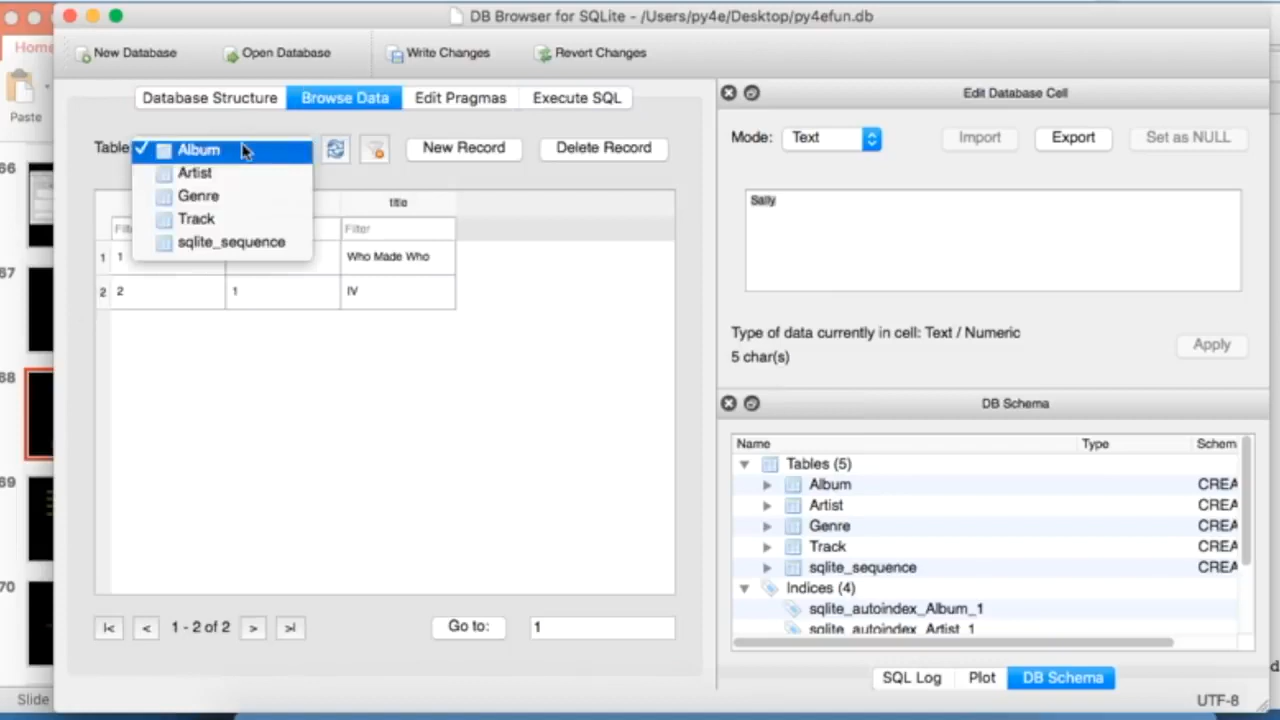 DB Browser for SQLite - /Users/py4e/Desktop/py4efun.db
Home
New Database
Open Database
Write Changes
Revert Changes
Paste
Database Structure
Browse Data
Edit Pragmas
Execute SQL
Table
Album
Artist
Genre
Track
sqlite_sequence
New Record
Delete Record
title
Filter
1 1 Who Made Who
2 2 1 IV
1 - 2 of 2
|<
<
>
>|
Go to:
1
Edit Database Cell
Mode:
Text
Import
Export
Set as NULL
Sally
Type of data currently in cell: Text / Numeric
5 char(s)
Apply
DB Schema
Name Type Schem
Tables (5)
Album CREA
Artist CREA
Genre CREA
Track CREA
sqlite_sequence CREA
Indices (4)
sqlite_autoindex_Album_1
sqlite_autoindex_Artist_1
SQL Log
Plot
DB Schema
UTF-8
66
67
68
69
70
Slide